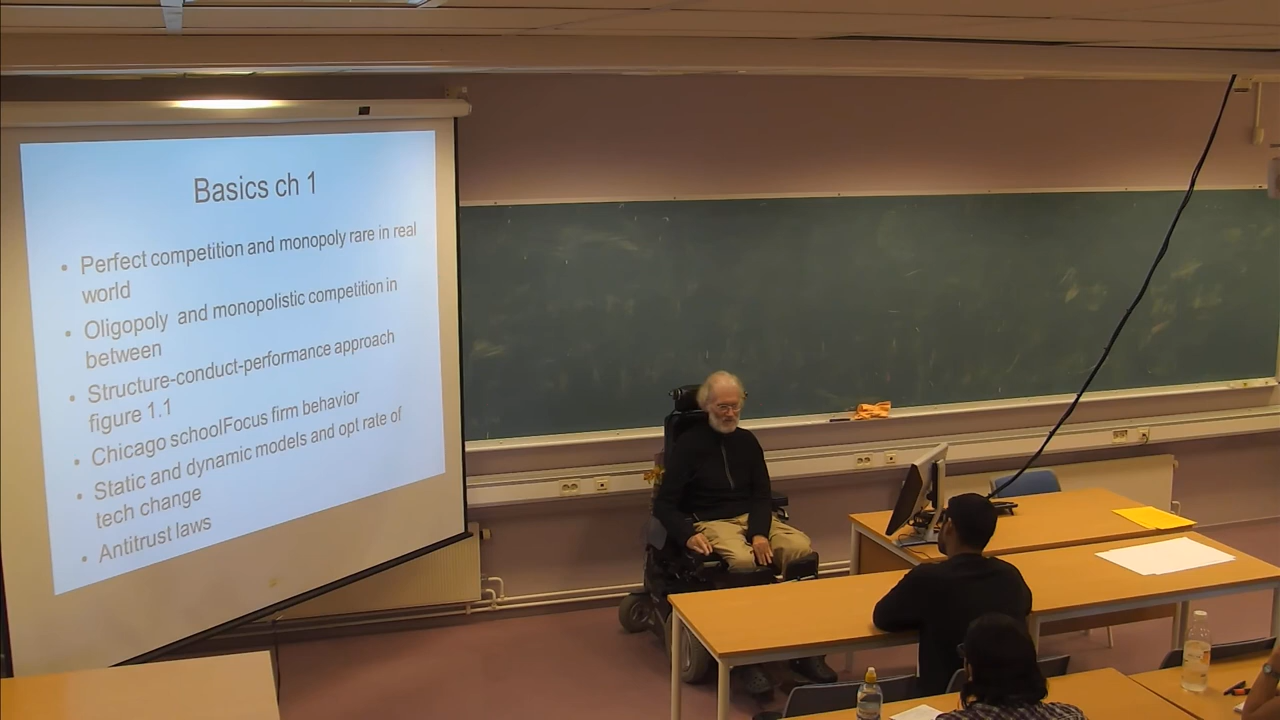 Basics ch 1
• Perfect competition and monopoly rare in real
world
• Oligopoly and monopolistic competition in
between
• Structure-conduct-performance approach
figure 1.1
• Chicago schoolFocus firm behavior
• Static and dynamic models and opt rate of
tech change
• Antitrust laws